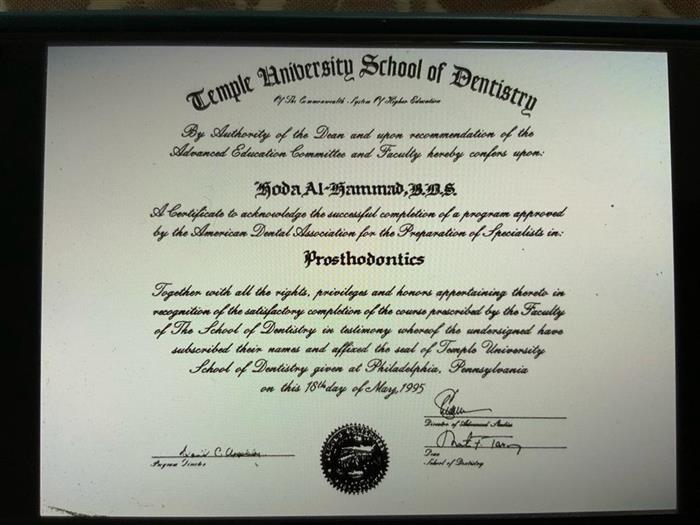 Temple University School of Dentistry
Of The Commonwealth System Of Higher Education
By Authority of the Dean and upon recommendation of the
Advanced Education Committee and Faculty hereby confers upon:
Hoda Al-Hammad, B.D.S.
A Certificate to acknowledge the successful completion of a program approved
by the American Dental Association for the Preparation of Specialists in:
Prosthodontics
Together with all the rights, privileges and honors appertaining thereto in
recognition of the satisfactory completion of the course prescribed by the Faculty
of The School of Dentistry in testimony whereof the undersigned have
subscribed their names and affixed the seal of Temple University
School of Dentistry given at Philadelphia, Pennsylvania
on this 18th day of May, 1995
Director of Advanced Studies
Dean
School of Dentistry
Program Director